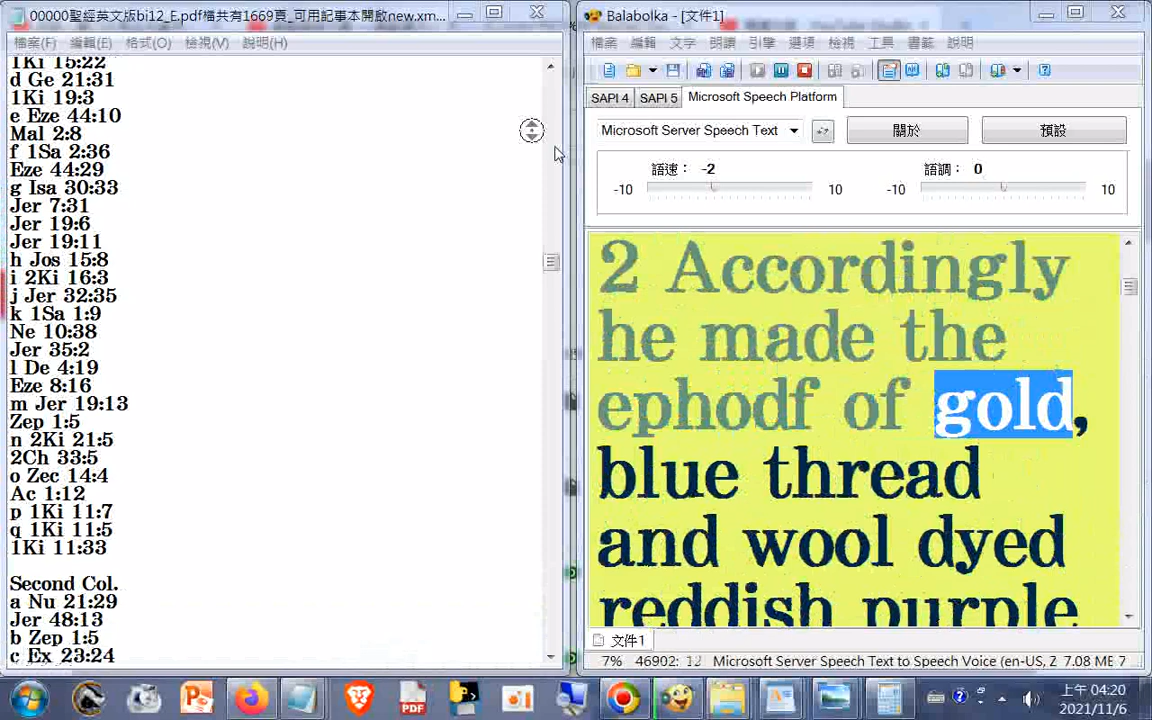 00000聖經英文版bi12_E.pdf檔共有1669頁_可用記事本開啟new.xm...
檔案(F) 編輯(E) 格式(O) 檢視(V) 說明(H)
1Ki 15:22
d Ge 21:31
1Ki 19:3
e Eze 44:10
Mal 2:8
f 1Sa 2:36
Eze 44:29
g Isa 30:33
Jer 7:31
Jer 19:6
Jer 19:11
h Jos 15:8
i 2Ki 16:3
j Jer 32:35
k 1Sa 1:9
Ne 10:38
Jer 35:2
l De 4:19
Eze 8:16
m Jer 19:13
Zep 1:5
n 2Ki 21:5
2Ch 33:5
o Zec 14:4
Ac 1:12
p 1Ki 11:7
q 1Ki 11:5
1Ki 11:33
Second Col.
a Nu 21:29
Jer 48:13
b Zep 1:5
c Ex 23:24
Balabolka - [文件1]
檔案 編輯 文字 朗讀 引擎 選項 檢視 工具 書籤 說明
SAPI 4 SAPI 5 Microsoft Speech Platform
Microsoft Server Speech Text 關於 預設
語速： -2 語調： 0
-10 10 -10 10
2 Accordingly
he made the
ephodf of gold,
blue thread
and wool dyed
reddish purple
文件1
7% 46902: 12 Microsoft Server Speech Text to Speech Voice (en-US, 2 7.08 ME 7
PDF
上午 04:20
2021/11/6